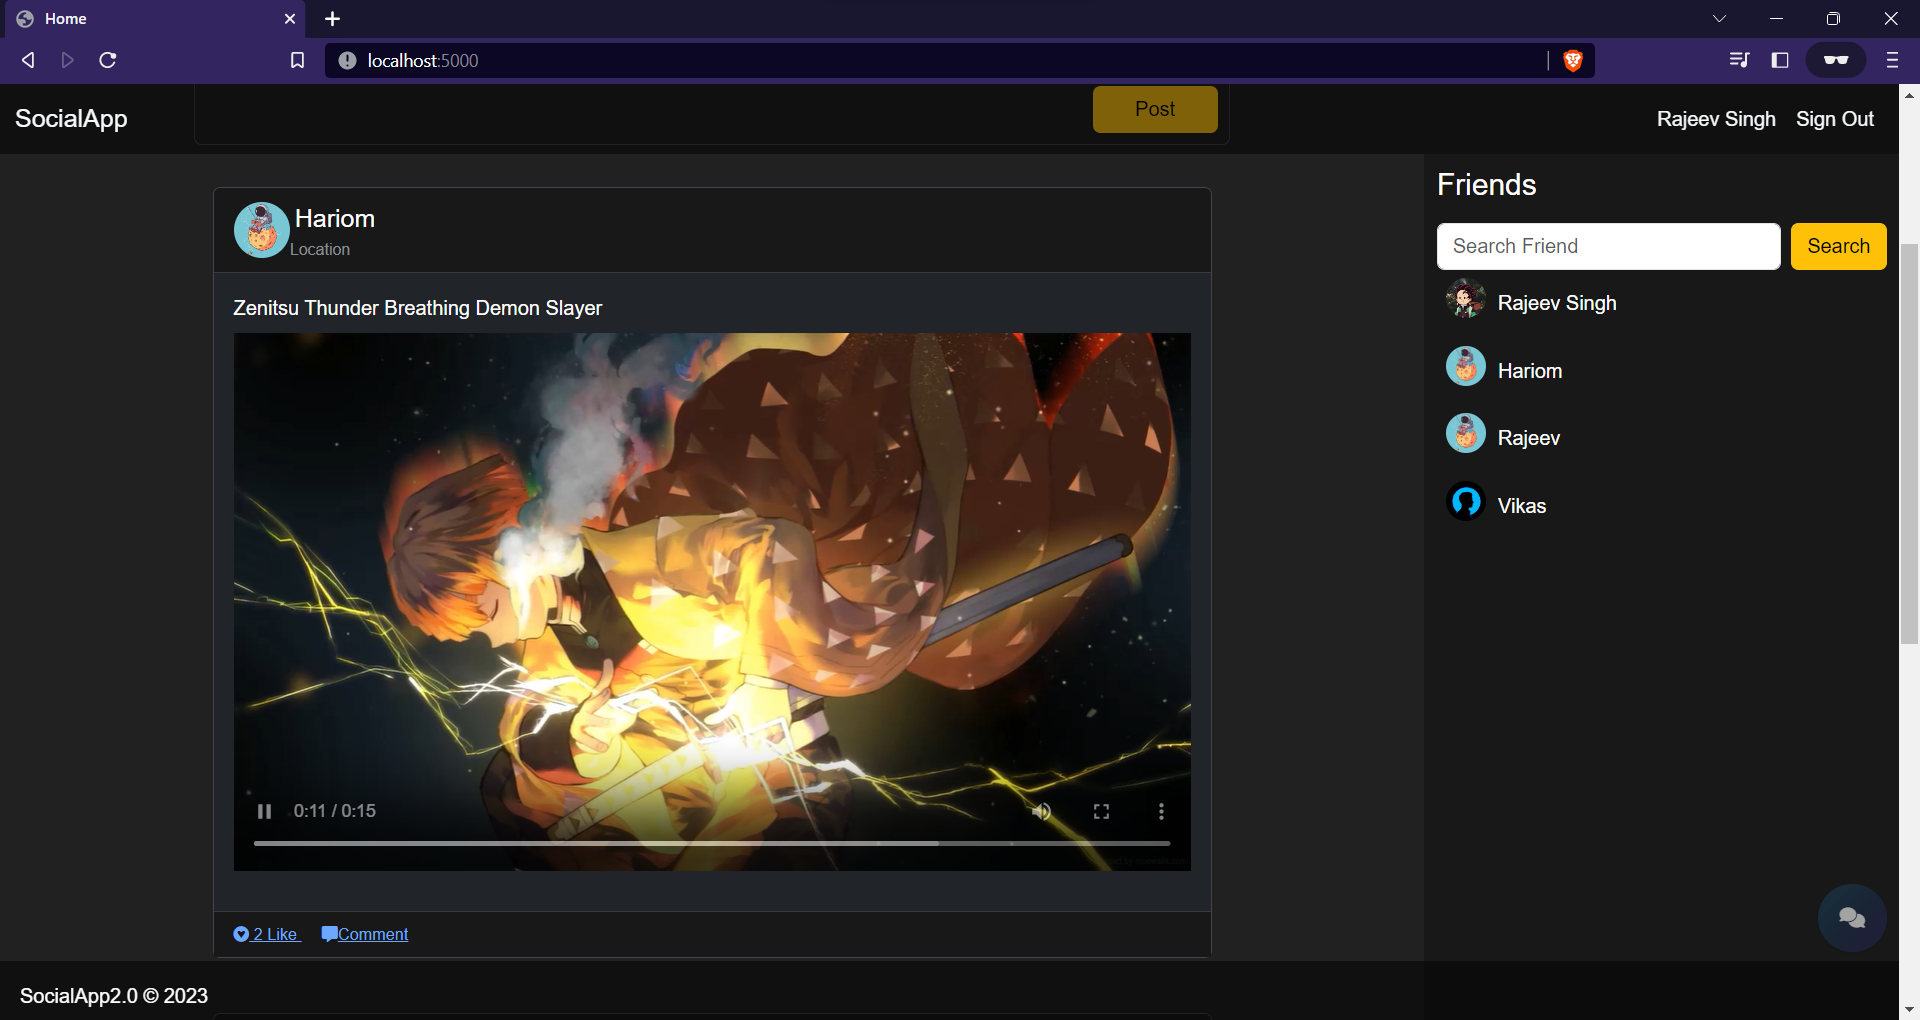 Home
localhost:5000
SocialApp
Post
Rajeev Singh Sign Out
Hariom
Location
Zenitsu Thunder Breathing Demon Slayer
0:11 / 0:15
2 Like Comment
Friends
Search Friend Search
Rajeev Singh
Hariom
Rajeev
Vikas
SocialApp2.0 © 2023